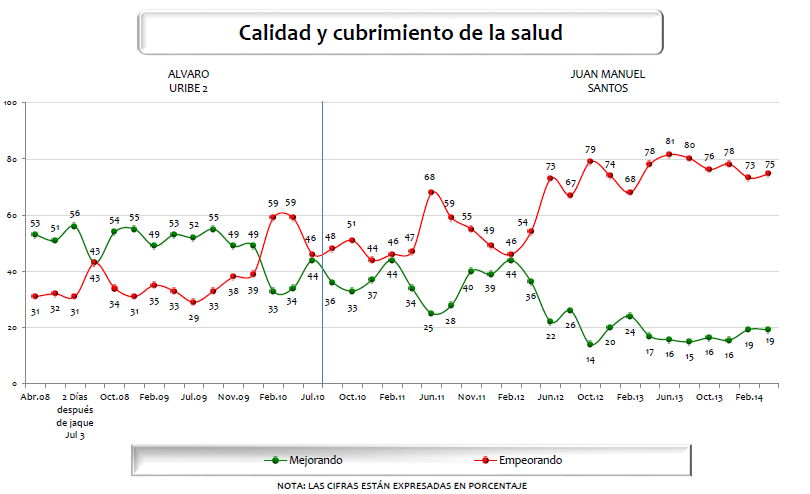 Calidad y cubrimiento de la salud
ALVARO
URIBE 2
JUAN MANUEL
SANTOS
100
80
60
40
20
0
53 51 56 43 54 55 49 53 52 55 49 49 33 34 44 36 33 37 44 34 25 28 40 39 44 36 22 26 14 20 24 17 16 15 16 16 19 19
31 32 31 43 34 31 35 33 29 33 38 39 59 59 46 48 51 44 46 47 68 59 55 49 46 54 73 67 79 74 68 78 81 80 76 78 73 75
Abr.08
2 Días
después
de jaque
Jul 3
Oct.08
Feb.09
Jul.09
Nov.09
Feb.10
Jul.10
Oct.10
Feb.11
Jun.11
Oct.11
Feb.12
Jun.12
Oct.12
Feb.13
Jun.13
Oct.13
Feb.14
Mejorando
Empeorando
NOTA: LAS CIFRAS ESTÁN EXPRESADAS EN PORCENTAJE